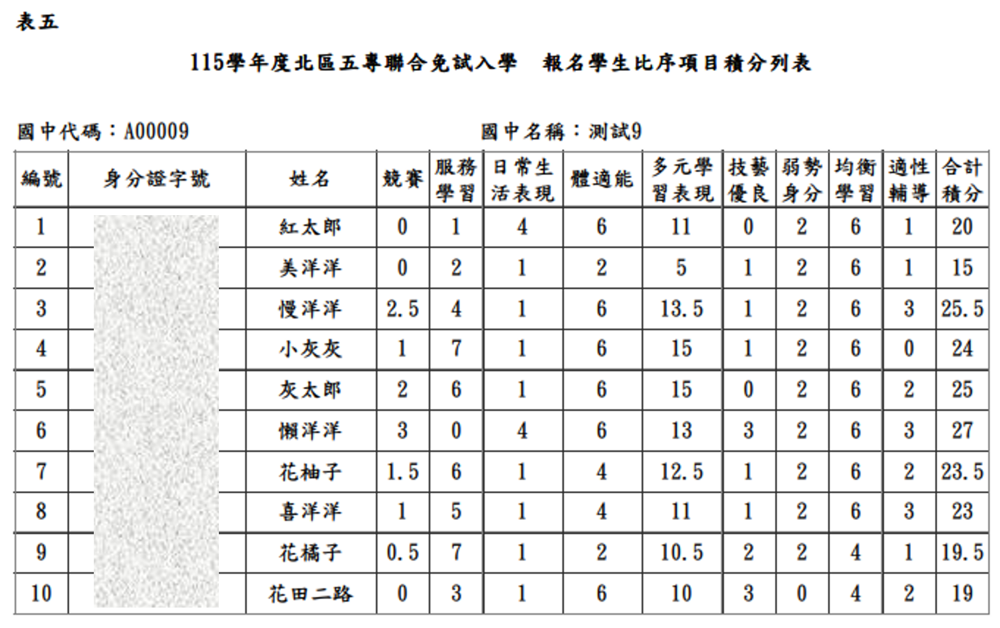 表五
115學年度北區五專聯合免試入學 報名學生比序項目積分列表
國中代碼：A00009 國中名稱：測試9
編號 身分證字號 姓名 競賽 服務學習 日常生活表現 體適能 多元學習表現 技藝優良 弱勢身分 均衡學習 適性輔導 合計積分
1 紅太郎 0 1 4 6 11 0 2 6 1 20
2 美洋洋 0 2 1 2 5 1 2 6 1 15
3 慢洋洋 2.5 4 1 6 13.5 1 2 6 3 25.5
4 小灰灰 1 7 1 6 15 1 2 6 0 24
5 灰太郎 2 6 1 6 15 0 2 6 2 25
6 懶洋洋 3 0 4 6 13 3 2 6 3 27
7 花柚子 1.5 6 1 4 12.5 1 2 6 2 23.5
8 喜洋洋 1 5 1 4 11 1 2 6 3 23
9 花橘子 0.5 7 1 2 10.5 2 2 4 1 19.5
10 花田二路 0 3 1 6 10 3 0 4 2 19